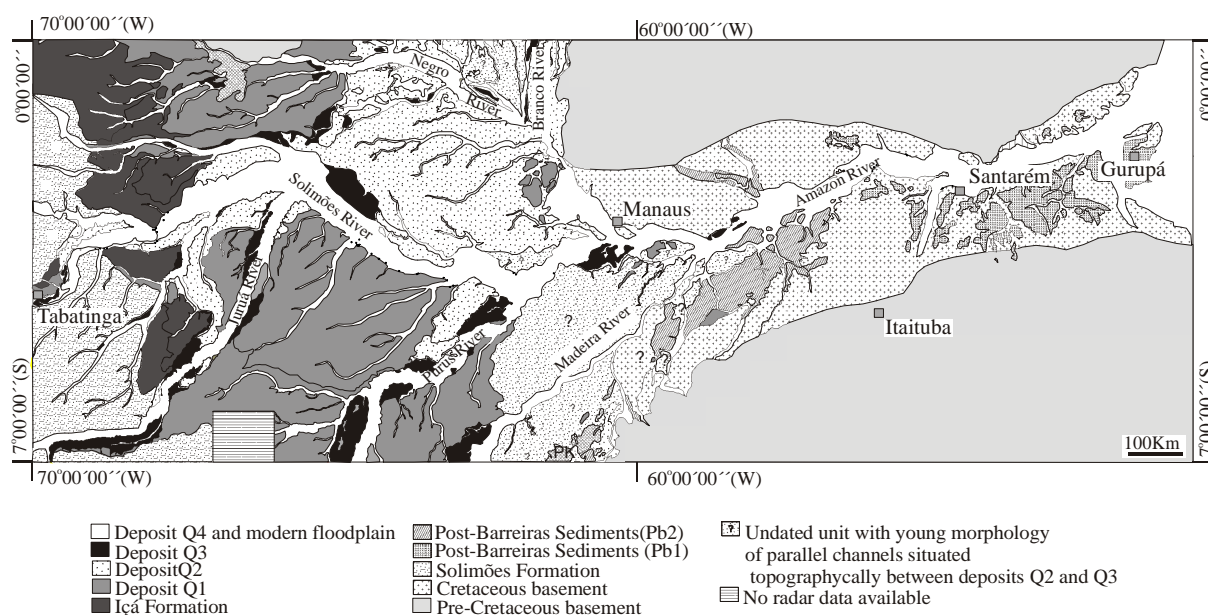 70°00′00′′(W)
60°00′00′′(W)
0°00′00′′(S)
0°00′00′′(S)
Negro
River
Branco River
Solimões River
Amazon River
Santarém
Gurupá
Manaus
Juruá River
Tabatinga
Purus River
Madeira River
?
?
Itaituba
7°00′00′′(S)
7°00′00′′(S)
PK
100Km
70°00′00′′(W)
60°00′00′′(W)
Deposit Q4 and modern floodplain
Deposit Q3
DepositQ2
Deposit Q1
Içá Formation
Post-Barreiras Sediments(Pb2)
Post-Barreiras Sediments(Pb1)
Solimões Formation
Cretaceous basement
Pre-Cretaceous basement
? Undated unit with young morphology
of parallel channels situated
topographycally between deposits Q2 and Q3
No radar data available